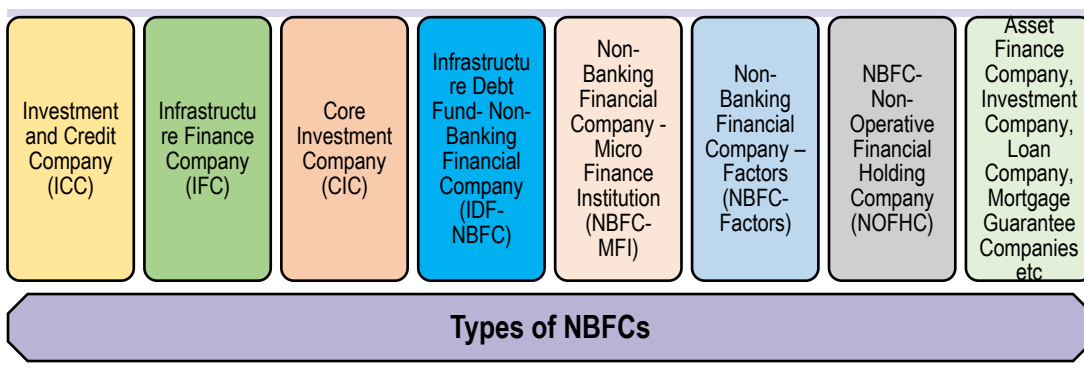 Investment
and Credit
Company
(ICC)
Infrastructu
re Finance
Company
(IFC)
Core
Investment
Company
(CIC)
Infrastructu
re Debt
Fund- Non-
Banking
Financial
Company
(IDF-
NBFC)
Non-
Banking
Financial
Company -
Micro
Finance
Institution
(NBFC-
MFI)
Non-
Banking
Financial
Company –
Factors
(NBFC-
Factors)
NBFC-
Non-
Operative
Financial
Holding
Company
(NOFHC)
Asset
Finance
Company,
Investment
Company,
Loan
Company,
Mortgage
Guarantee
Companies
etc
Types of NBFCs